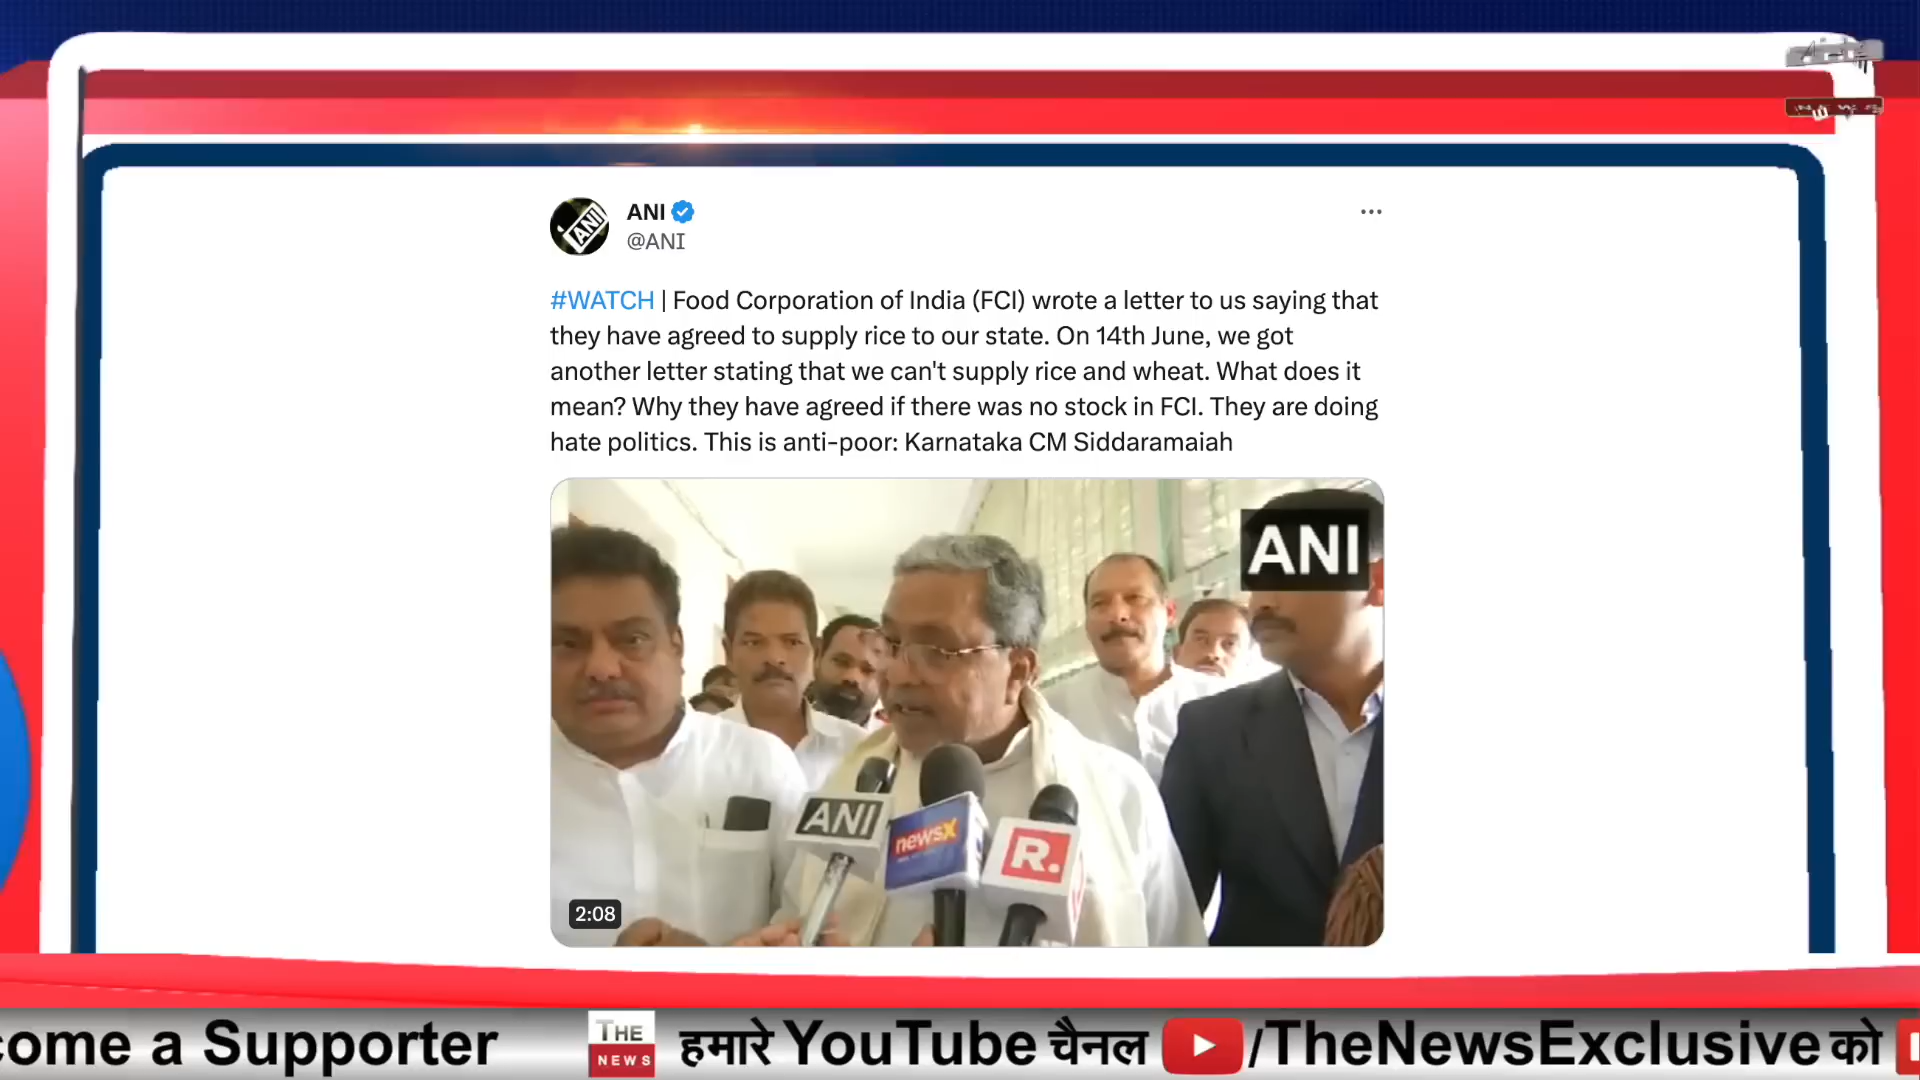 ANI
@ANI
#WATCH | Food Corporation of India (FCI) wrote a letter to us saying that
they have agreed to supply rice to our state. On 14th June, we got
another letter stating that we can't supply rice and wheat. What does it
mean? Why they have agreed if there was no stock in FCI. They are doing
hate politics. This is anti-poor: Karnataka CM Siddaramaiah
ANI
ANI
newsX
R.
2:08
come a Supporter THE NEWS हमारे YouTube चैनल /TheNewsExclusive को